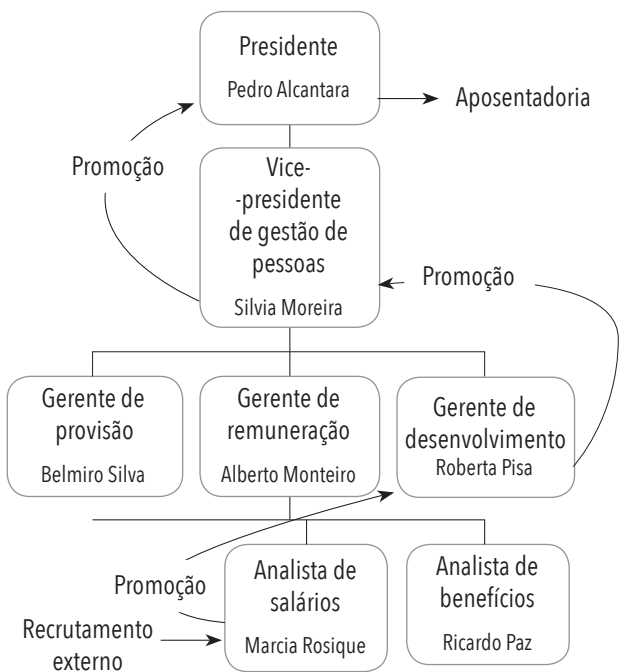 Presidente
Pedro Alcantara
Aposentadoria
Promoção
Vice-
-presidente
de gestão de
pessoas
Silvia Moreira
Promoção
Gerente de
provisão
Belmiro Silva
Gerente de
remuneração
Alberto Monteiro
Gerente de
desenvolvimento
Roberta Pisa
Promoção
Recrutamento
externo
Analista de
salários
Marcia Rosique
Analista de
benefícios
Ricardo Paz